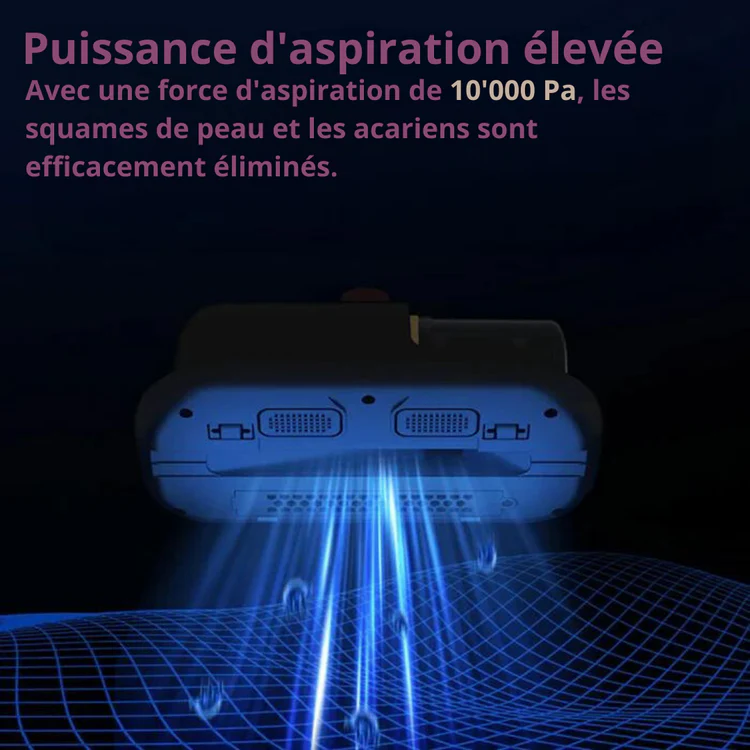 Puissance d'aspiration élevée
Avec une force d'aspiration de 10'000 Pa, les
squames de peau et les acariens sont
efficacement éliminés.